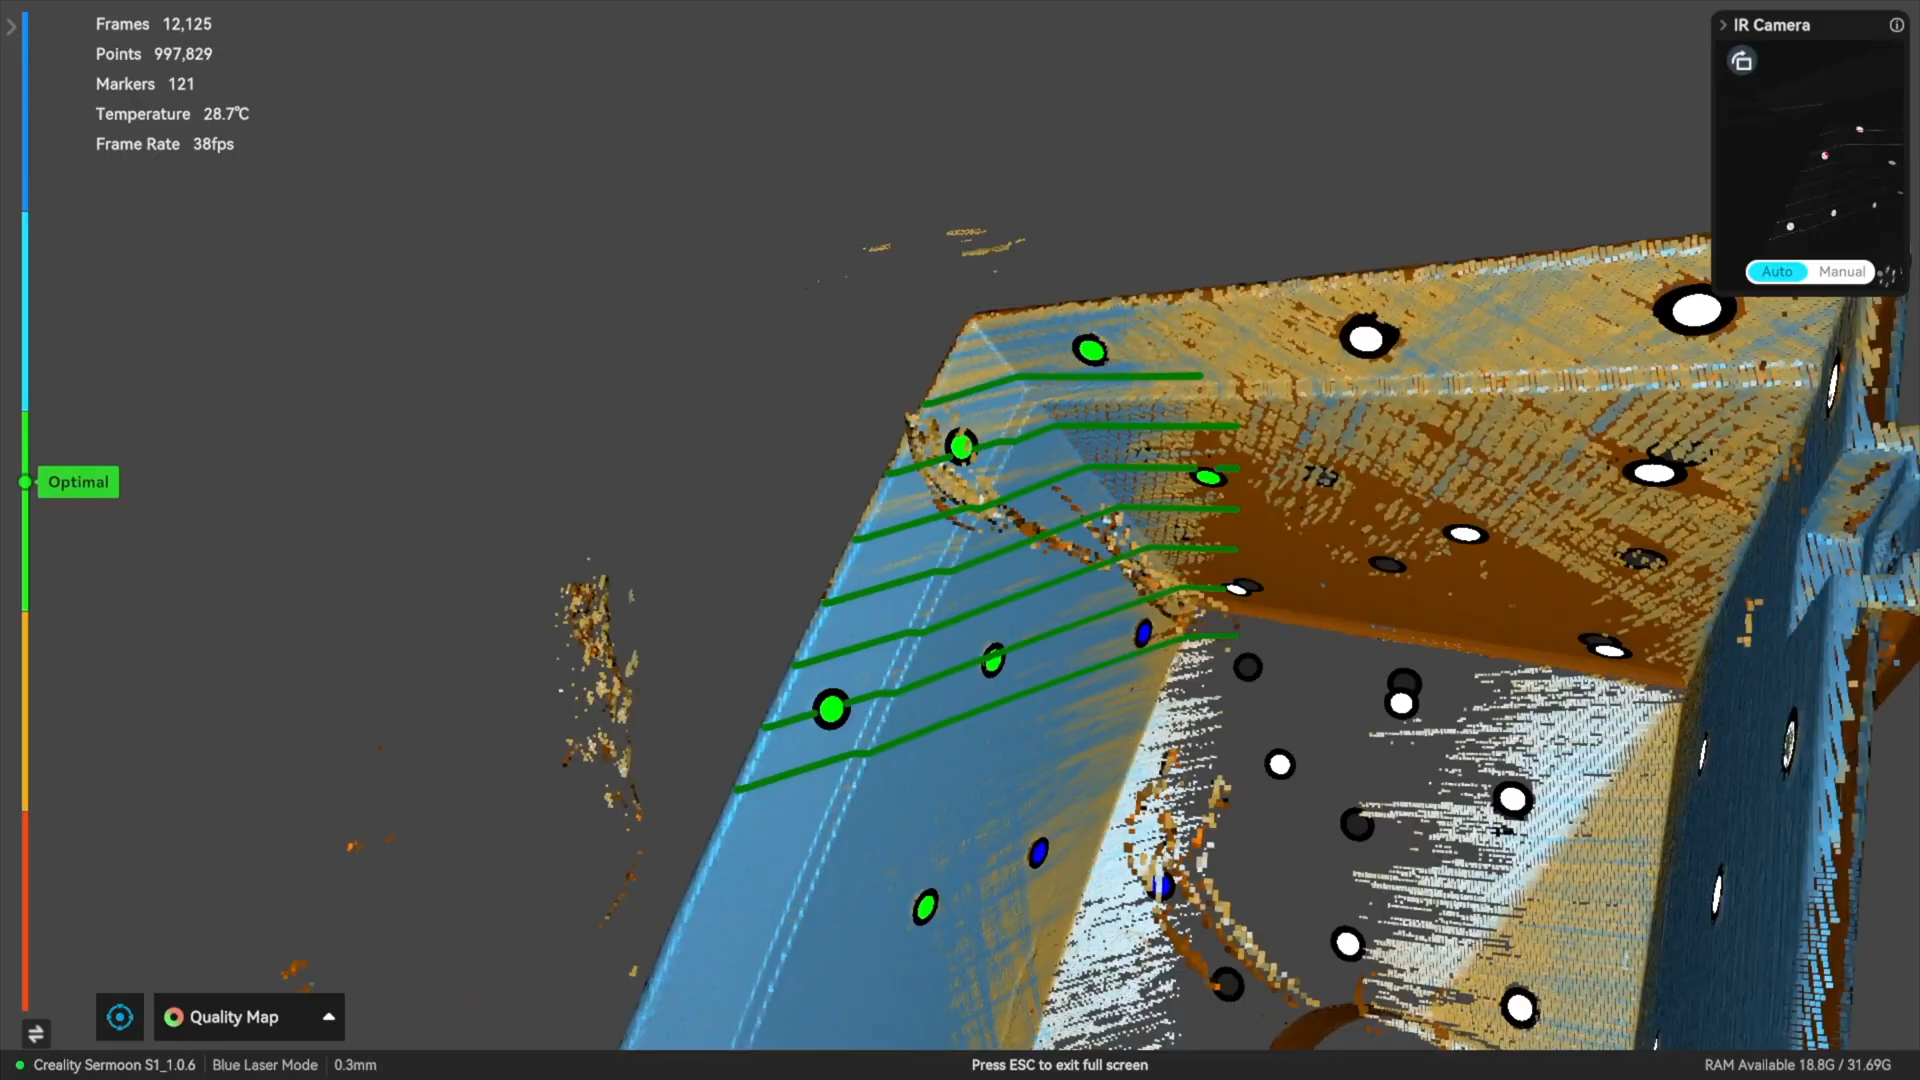 Frames 12,125
Points 997,829
Markers 121
Temperature 28.7℃
Frame Rate 38fps
IR Camera
Auto Manual
Optimal
Quality Map
Creality Sermoon S1_1.0.6 Blue Laser Mode 0.3mm
Press ESC to exit full screen
RAM Available 18.8G / 31.69G